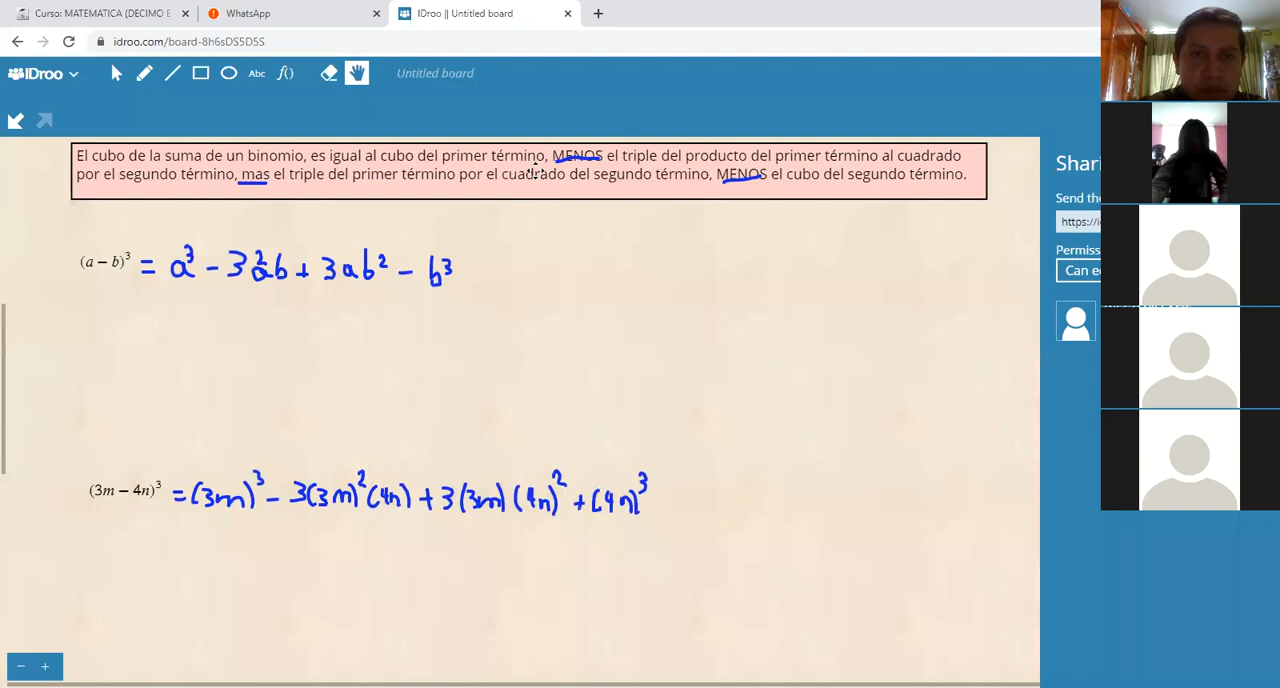 Curso: MATEMATICA (DECIMO E
WhatsApp
IDroo || Untitled board
idroo.com/board-8h6sDS5D5S
IDroo
Abc
f()
Untitled board
El cubo de la suma de un binomio, es igual al cubo del primer término, MENOS el triple del producto del primer término al cuadrado
por el segundo término, mas el triple del primer término por el cuadrado del segundo término, MENOS el cubo del segundo término.
(a − b)³ = a³ − 3a²b + 3ab² − b³
(3m − 4n)³ = (3m)³ − 3(3m)²(4n) + 3(3m)(4n)² + (4n)³
Shari
Send the
https://i
Permiss
Can e